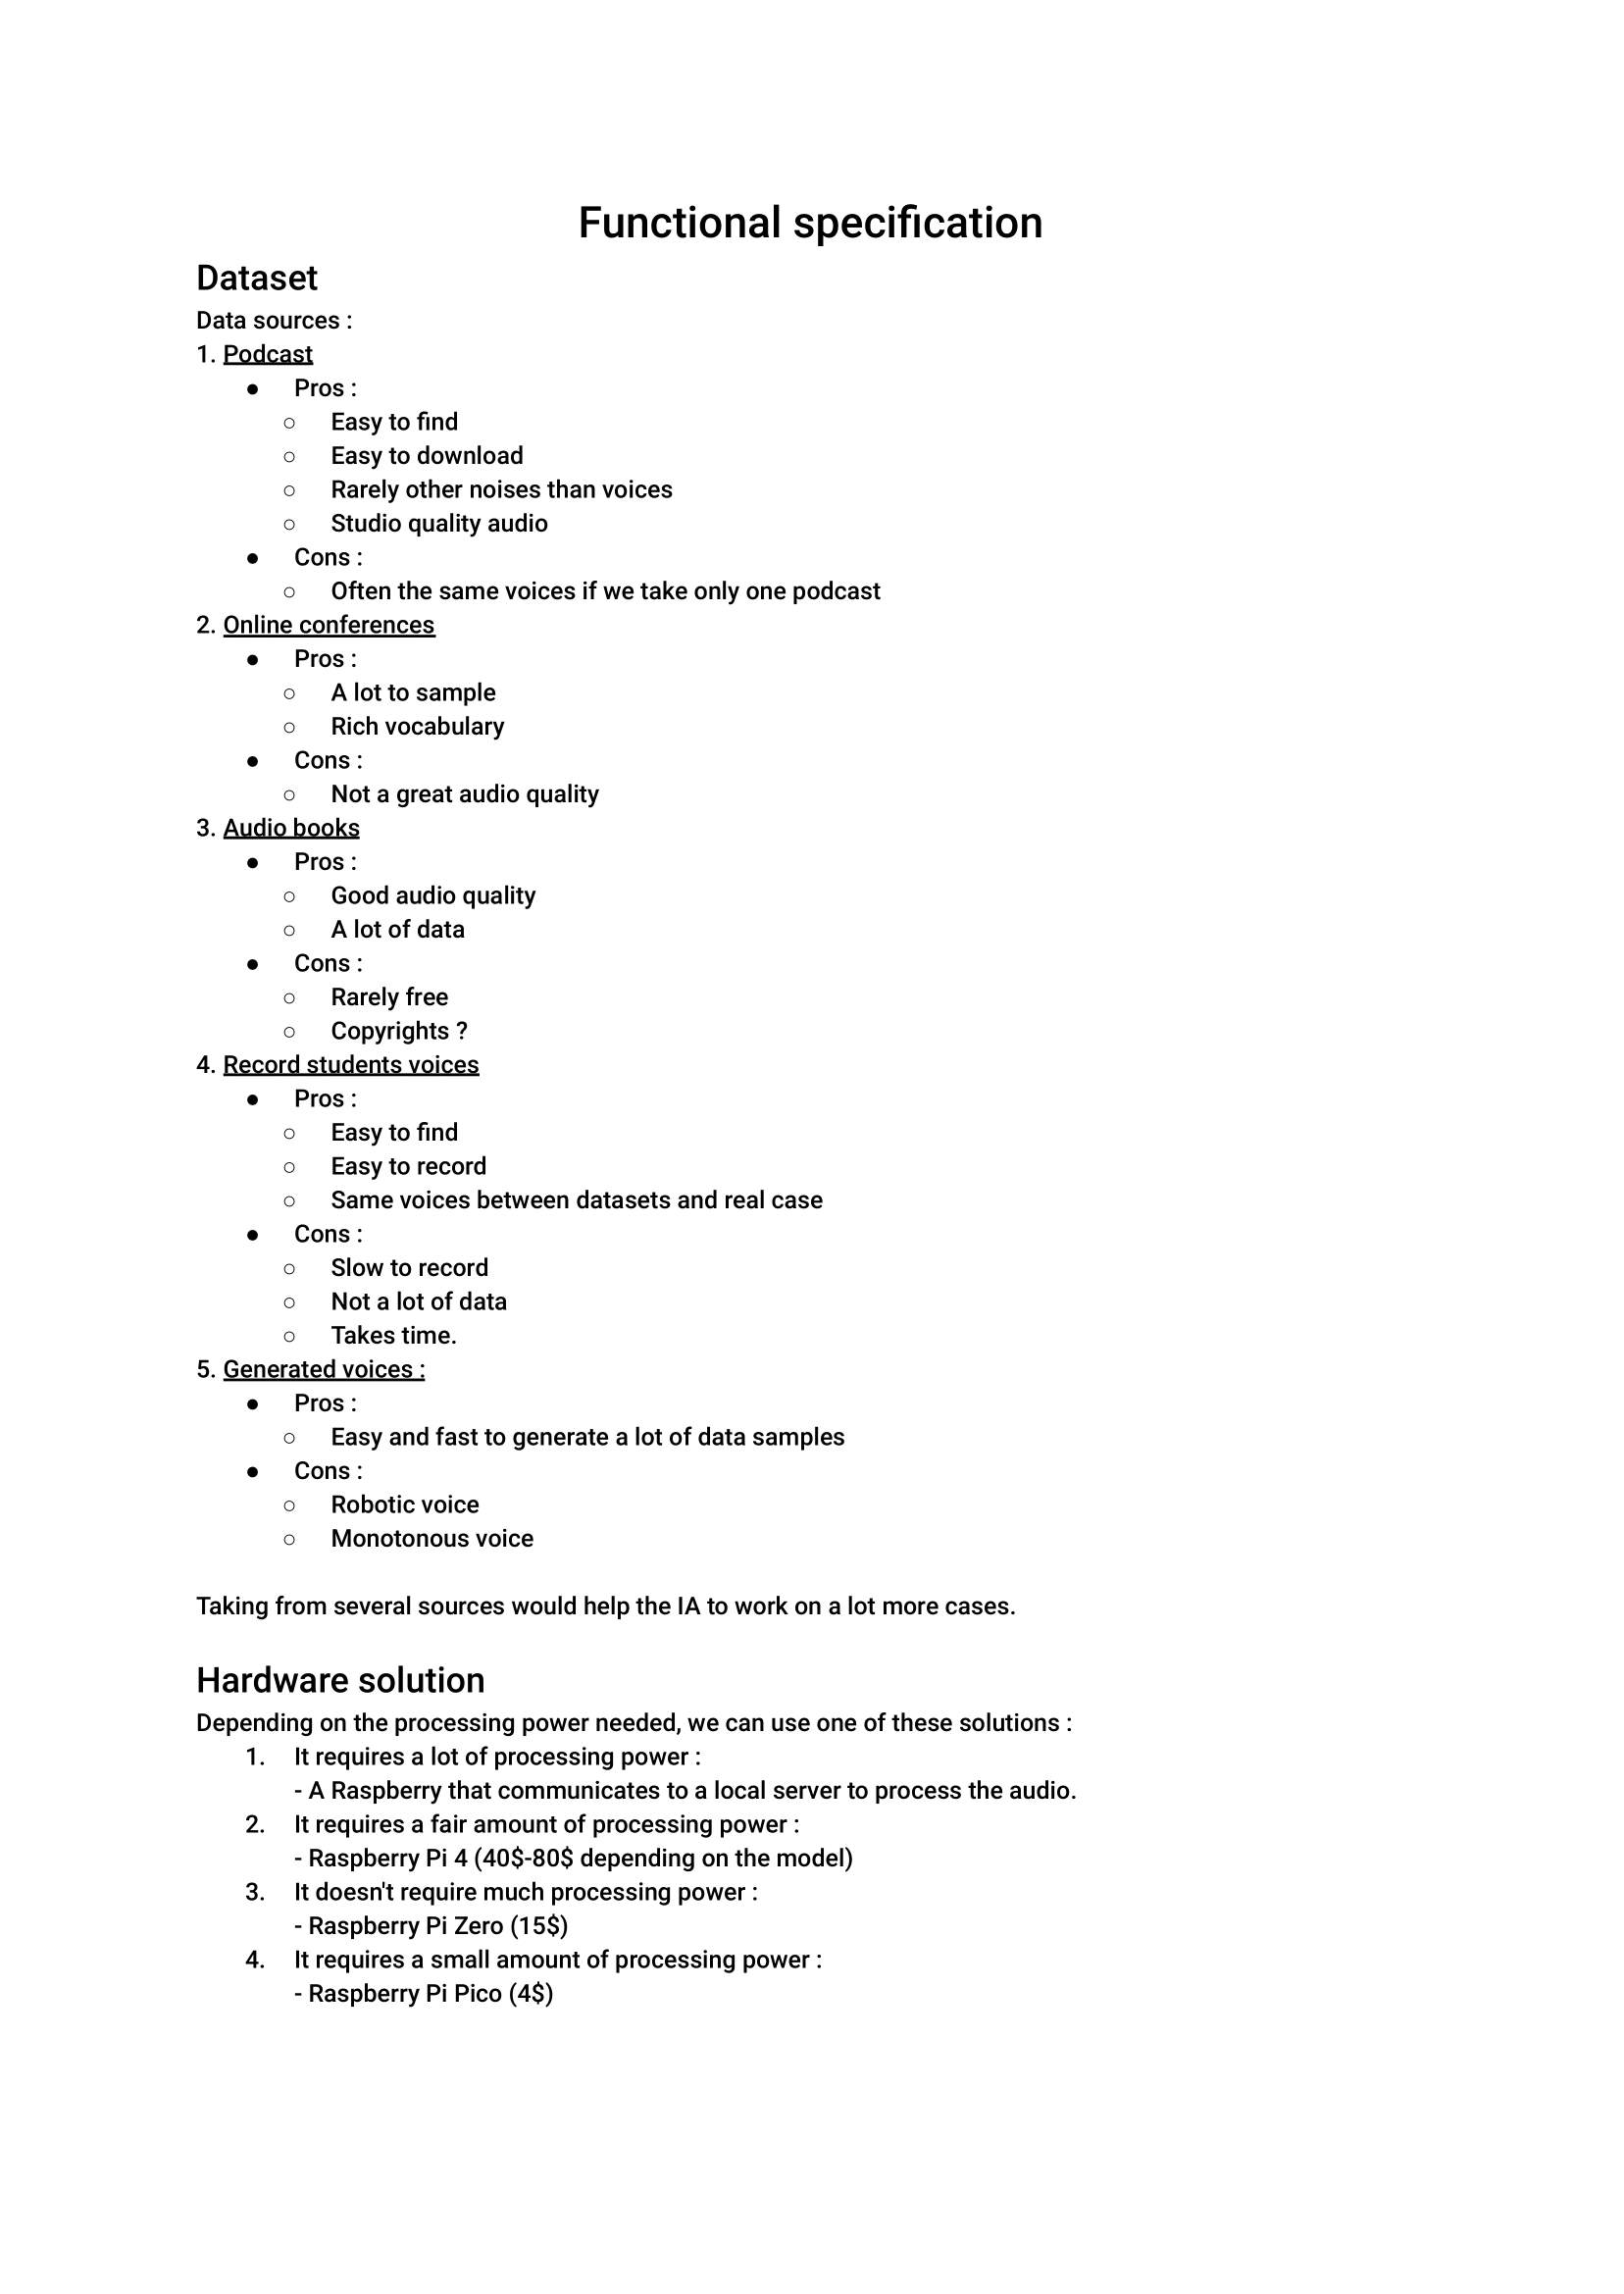 Functional specification
Dataset
Data sources :
1. Podcast
● Pros :
○ Easy to find
○ Easy to download
○ Rarely other noises than voices
○ Studio quality audio
● Cons :
○ Often the same voices if we take only one podcast
2. Online conferences
● Pros :
○ A lot to sample
○ Rich vocabulary
● Cons :
○ Not a great audio quality
3. Audio books
● Pros :
○ Good audio quality
○ A lot of data
● Cons :
○ Rarely free
○ Copyrights ?
4. Record students voices
● Pros :
○ Easy to find
○ Easy to record
○ Same voices between datasets and real case
● Cons :
○ Slow to record
○ Not a lot of data
○ Takes time.
5. Generated voices :
● Pros :
○ Easy and fast to generate a lot of data samples
● Cons :
○ Robotic voice
○ Monotonous voice
Taking from several sources would help the IA to work on a lot more cases.
Hardware solution
Depending on the processing power needed, we can use one of these solutions :
1. It requires a lot of processing power :
- A Raspberry that communicates to a local server to process the audio.
2. It requires a fair amount of processing power :
- Raspberry Pi 4 (40$-80$ depending on the model)
3. It doesn't require much processing power :
- Raspberry Pi Zero (15$)
4. It requires a small amount of processing power :
- Raspberry Pi Pico (4$)